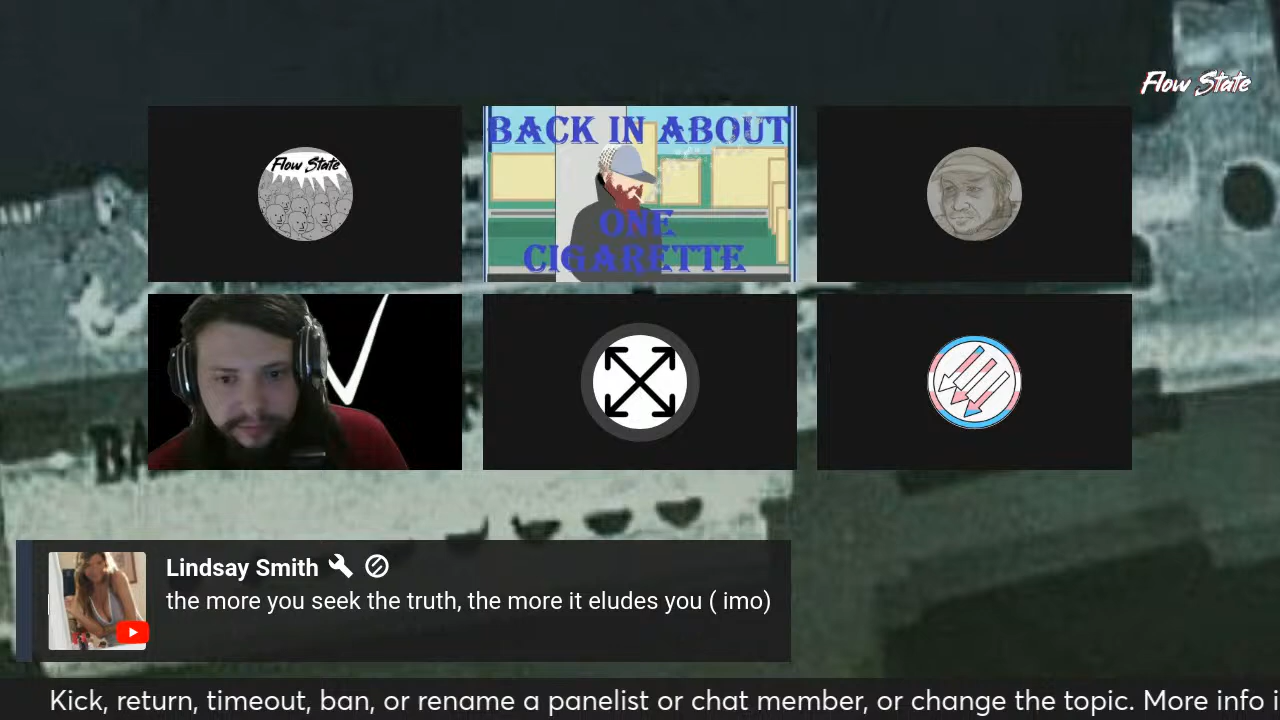 Flow State
Flow State
BACK IN ABOUT
ONE
CIGARETTE
BA
Lindsay Smith
the more you seek the truth, the more it eludes you ( imo)
Kick, return, timeout, ban, or rename a panelist or chat member, or change the topic. More info i